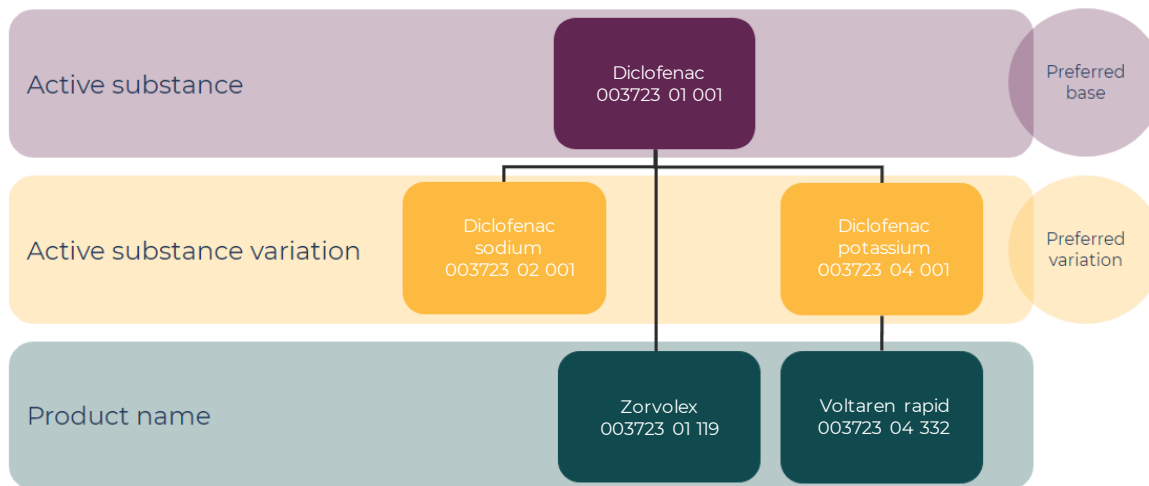 Active substance
Diclofenac
003723 01 001
Preferred
base
Active substance variation
Diclofenac
sodium
003723 02 001
Diclofenac
potassium
003723 04 001
Preferred
variation
Product name
Zorvolex
003723 01 119
Voltaren rapid
003723 04 332